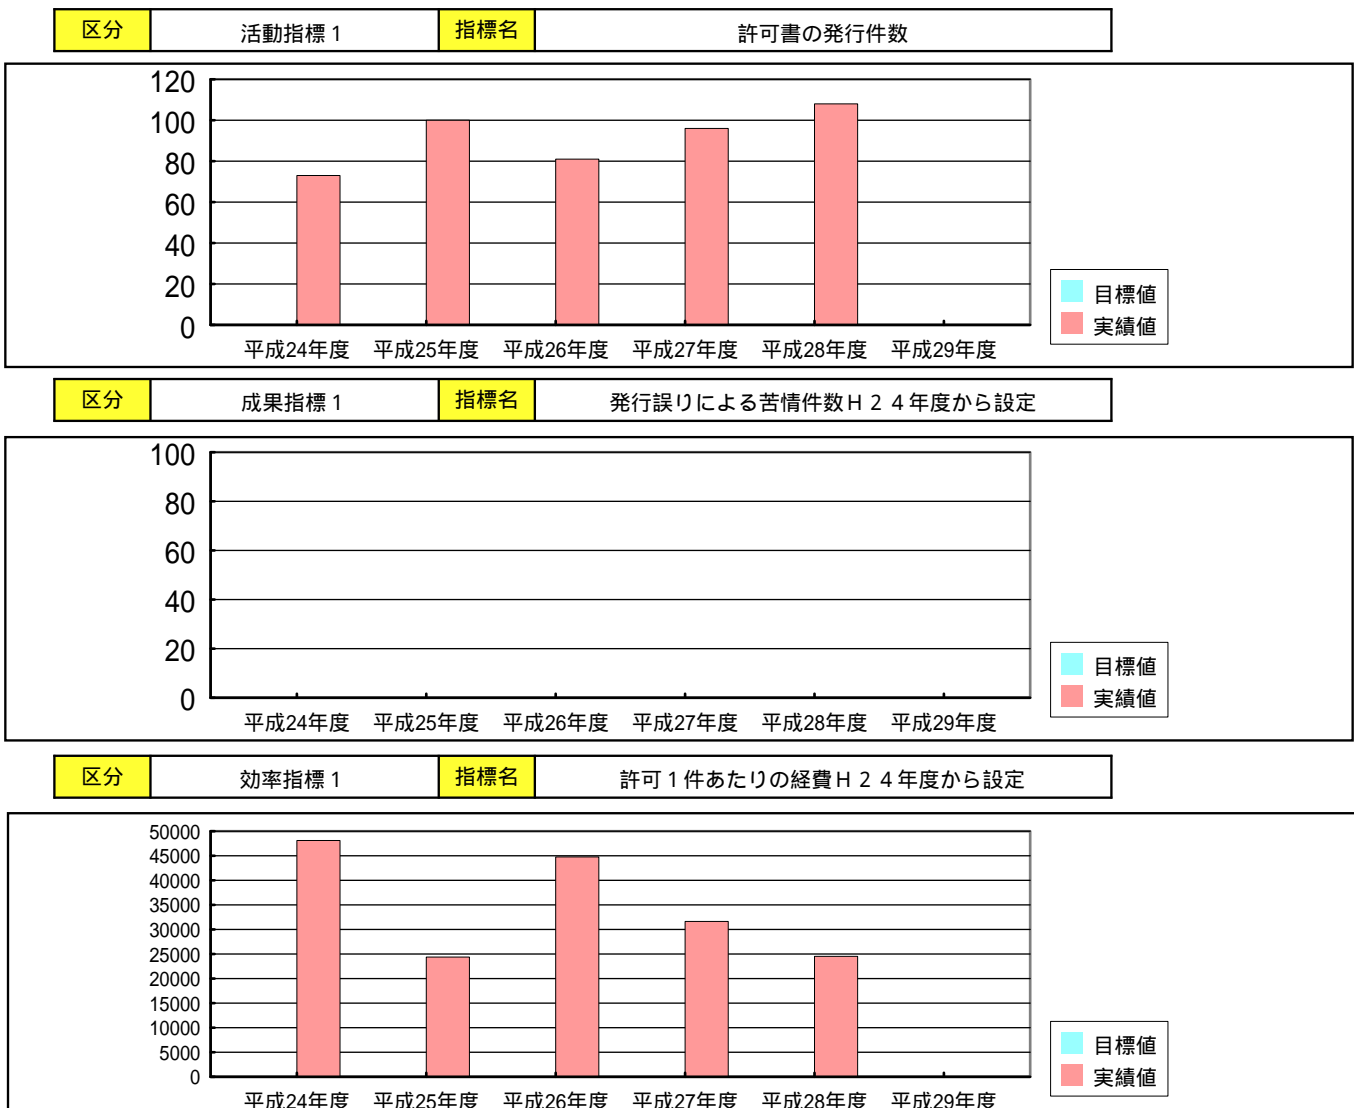 区分 活動指標1 指標名 許可書の発行件数
120
100
80
60
40
20
0
平成24年度 平成25年度 平成26年度 平成27年度 平成28年度 平成29年度
目標値
実績値
区分 成果指標1 指標名 発行誤りによる苦情件数H24年度から設定
100
80
60
40
20
0
平成24年度 平成25年度 平成26年度 平成27年度 平成28年度 平成29年度
目標値
実績値
区分 効率指標1 指標名 許可1件あたりの経費H24年度から設定
50000
45000
40000
35000
30000
25000
20000
15000
10000
5000
0
平成24年度 平成25年度 平成26年度 平成27年度 平成28年度 平成29年度
目標値
実績値